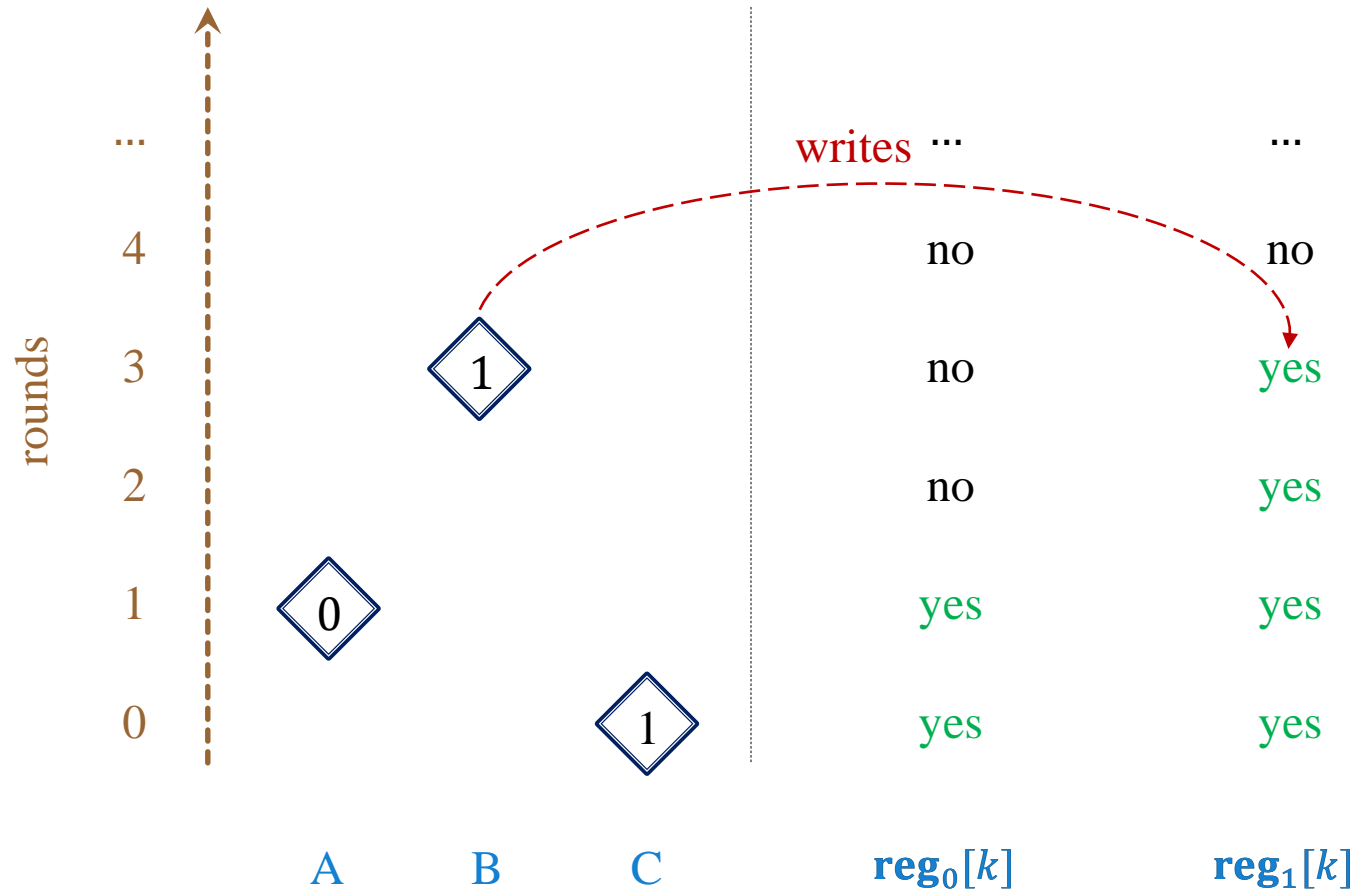 ... writes ... ...
4 no no
rounds
3 1 no yes
2 no yes
1 0 yes yes
0 1 yes yes
A B C reg₀[k] reg₁[k]